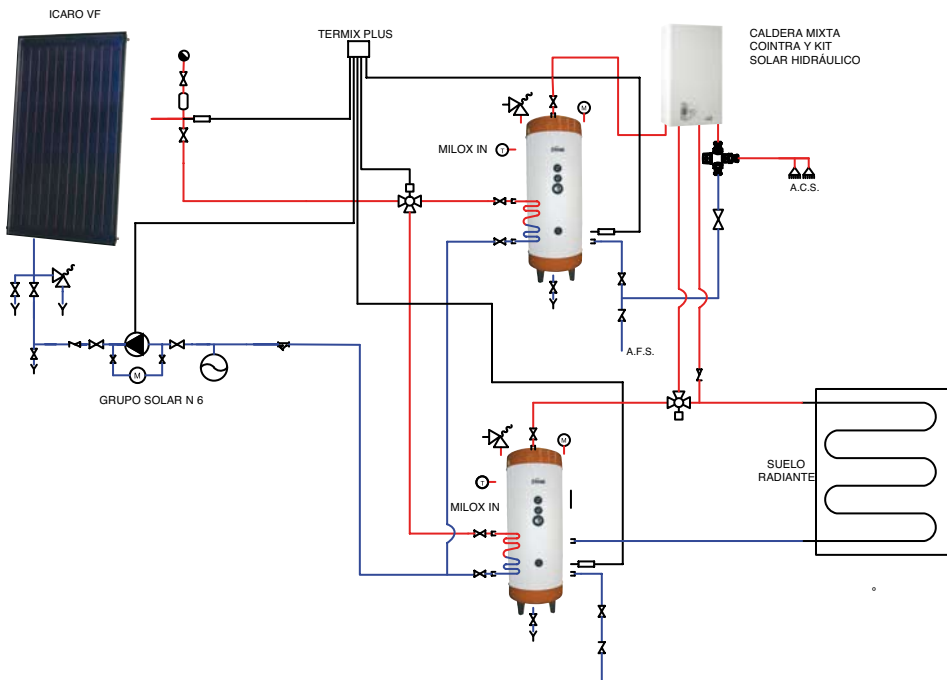 ICARO VF
TERMIX PLUS
CALDERA MIXTA
COINTRA Y KIT
SOLAR HIDRÁULICO
M
MILOX IN
T
A.C.S.
A.F.S.
M
GRUPO SOLAR N 6
M
T
MILOX IN
SUELO
RADIANTE